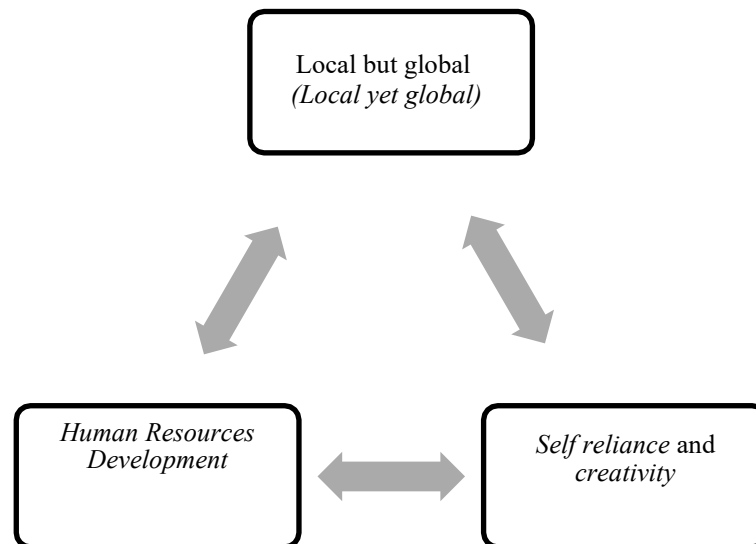 Local but global
(Local yet global)
Human Resources
Development
Self reliance and
creativity